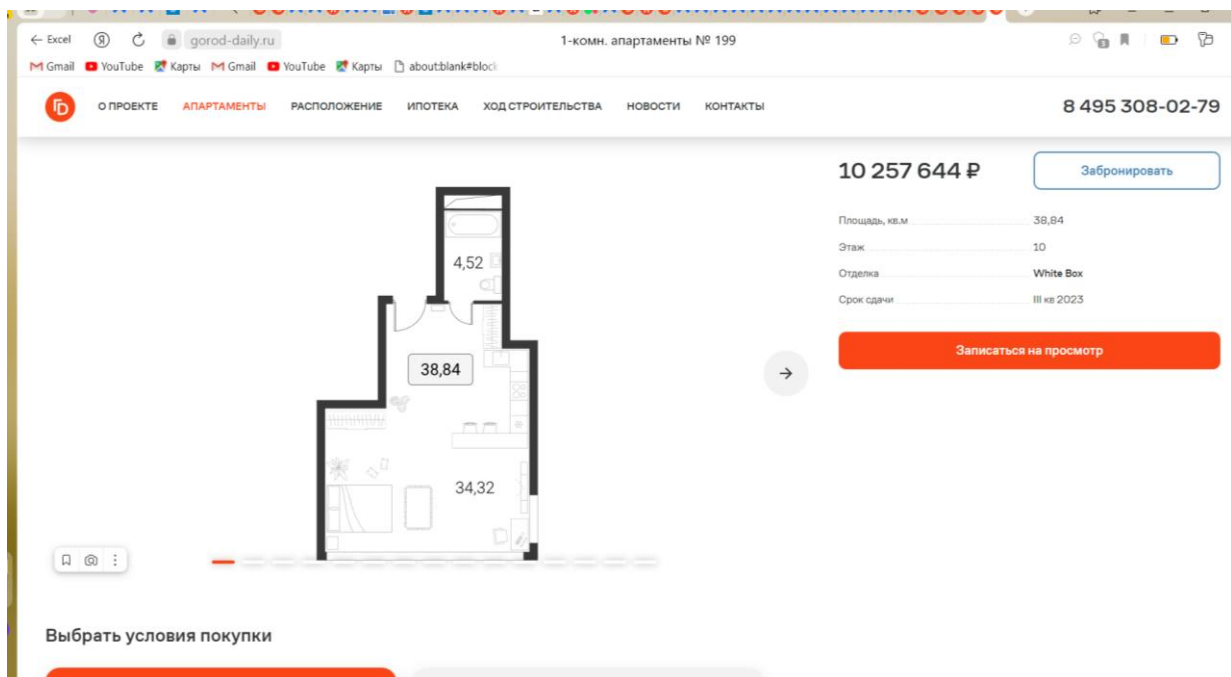 ← Excel
gorod-daily.ru
1-комн. апартаменты № 199
Gmail YouTube Карты Gmail YouTube Карты about:blank#block
О ПРОЕКТЕ АПАРТАМЕНТЫ РАСПОЛОЖЕНИЕ ИПОТЕКА ХОД СТРОИТЕЛЬСТВА НОВОСТИ КОНТАКТЫ
8 495 308-02-79
10 257 644 ₽
Забронировать
Площадь, кв.м 38,84
Этаж 10
Отделка White Box
Срок сдачи III кв 2023
Записаться на просмотр
4,52
38,84
34,32
Выбрать условия покупки